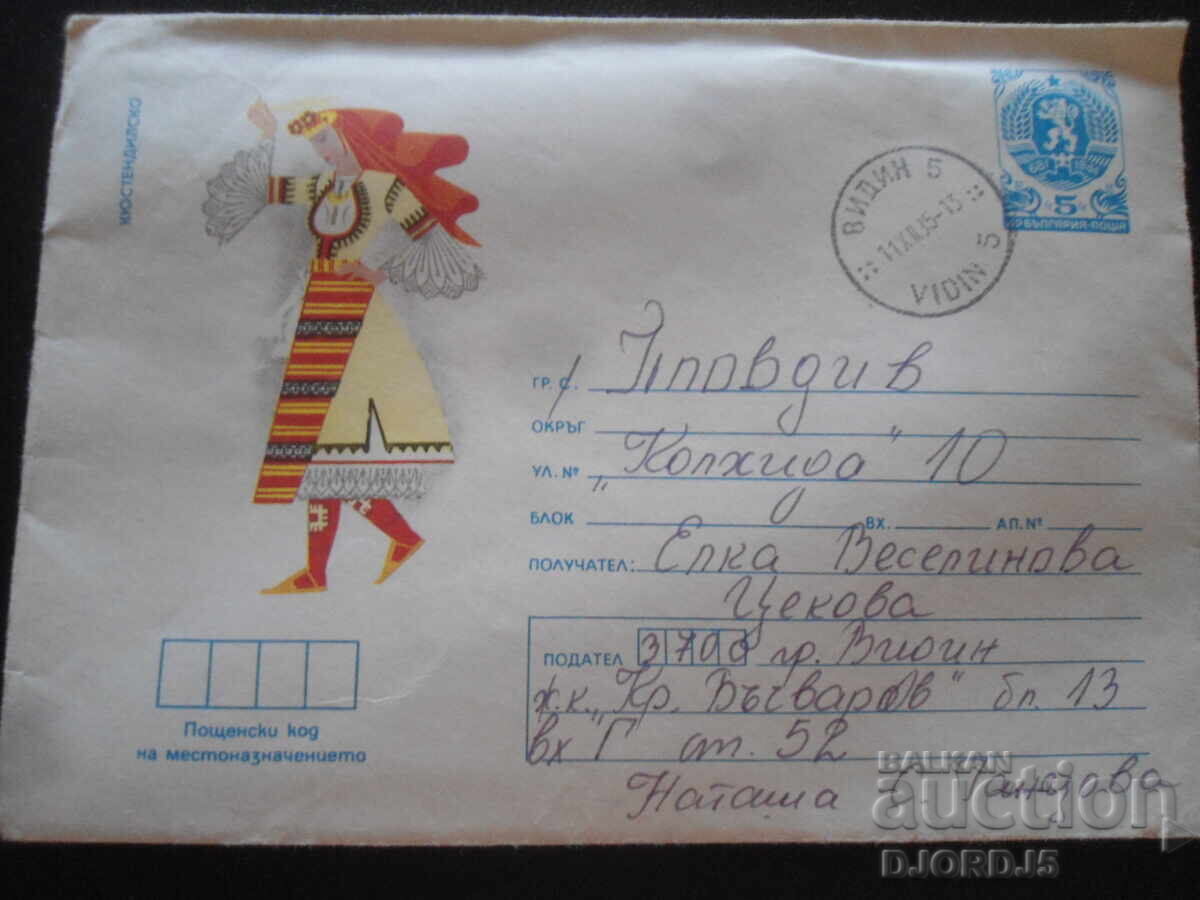 КЮСТЕНДИЛСКО
5
НР БЪЛГАРИЯ·ПОЩА
ВИДИН 5
VIDIN 5
ГР. С. Пловдив
ОКРЪГ
УЛ. № „Колхида" 10
БЛОК ВХ. АП. №
ПОЛУЧАТЕЛ: Елка Веселинова
Цекова
ПОДАТЕЛ 3700 гр. Видин
ж.к. „Кр. Бъчваров" бл. 13
вх "Г" ап. 52
Наташа
Пощенски код
на местоназначението
BALKAN
auction
DJORDJ5